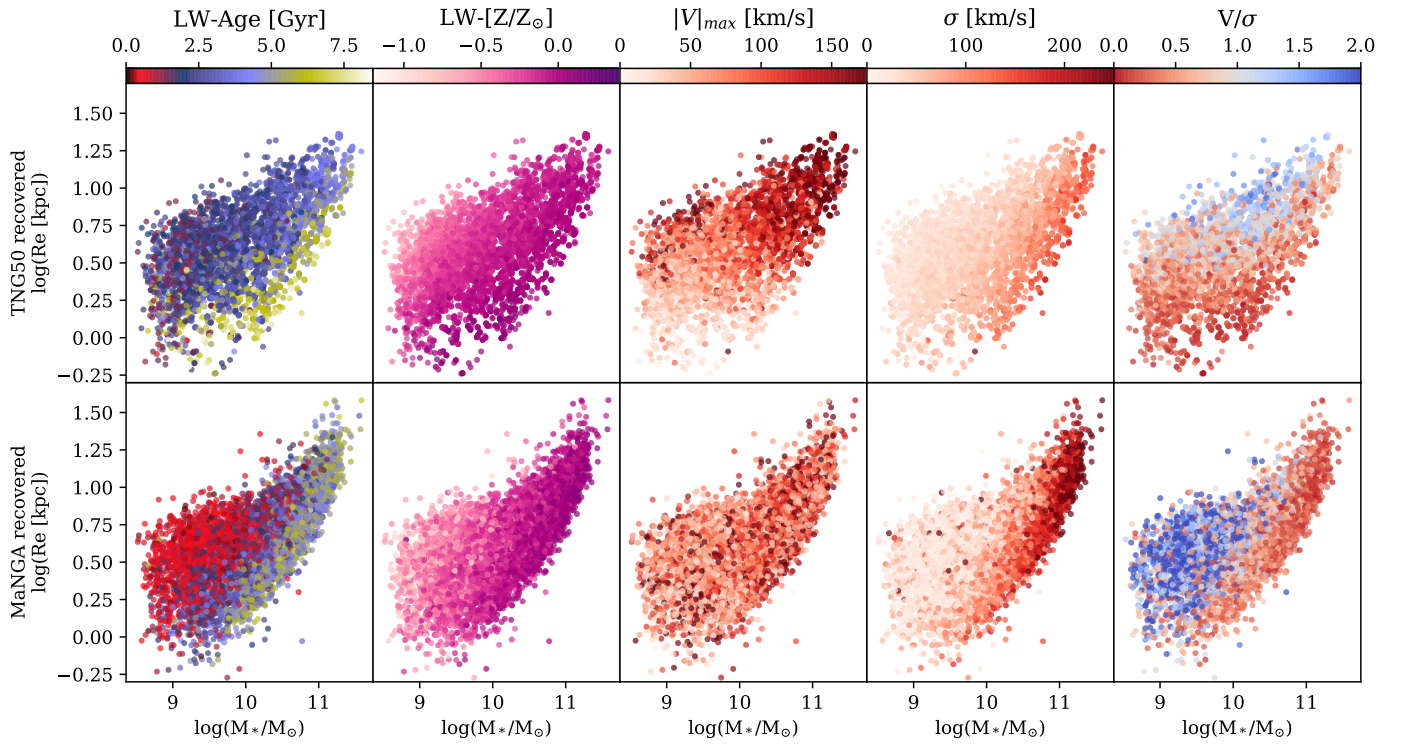 LW-Age [Gyr] LW-[Z/Z⊙] |V|max [km/s] σ [km/s] V/σ
0.0 2.5 5.0 7.5 −1.0 −0.5 0.0 0 50 100 150 0 100 200 0.0 0.5 1.0 1.5 2.0
TNG50 recovered
log(Re [kpc])
1.50
1.25
1.00
0.75
0.50
0.25
0.00
−0.25
MaNGA recovered
log(Re [kpc])
1.50
1.25
1.00
0.75
0.50
0.25
0.00
−0.25
9 10 11 9 10 11 9 10 11 9 10 11 9 10 11
log(M*/M⊙) log(M*/M⊙) log(M*/M⊙) log(M*/M⊙) log(M*/M⊙)